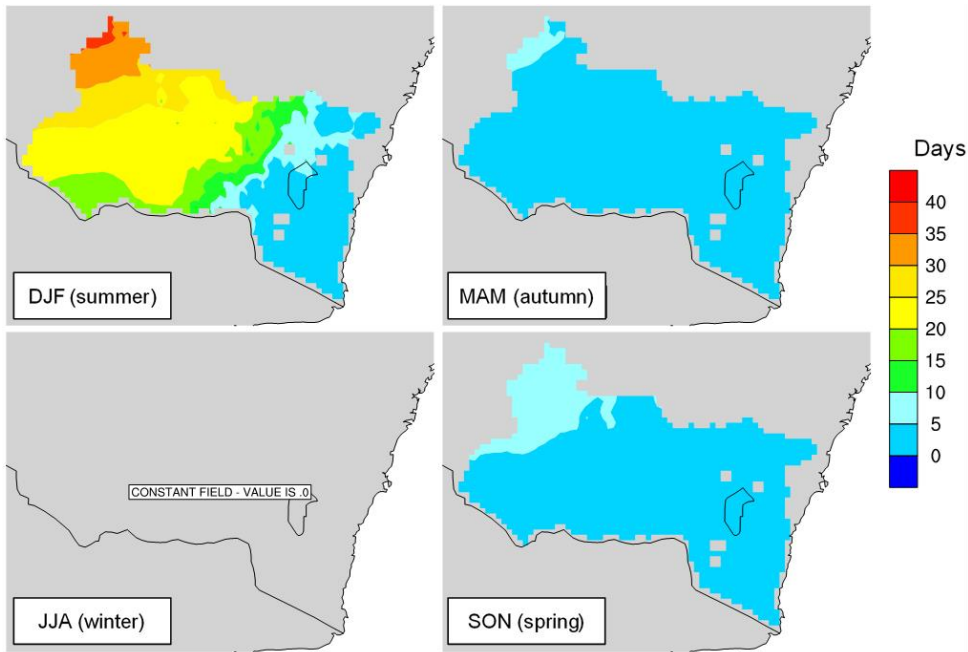 DJF (summer)
MAM (autumn)
Days
40
35
30
25
20
15
10
5
0
CONSTANT FIELD - VALUE IS .0
JJA (winter)
SON (spring)